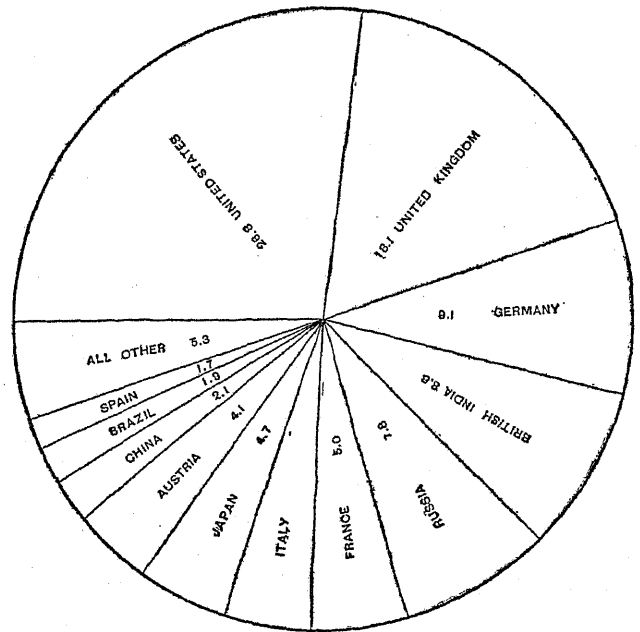 26.8 UNITED STATES
18.1 UNITED KINGDOM
9.1 GERMANY
BRITISH INDIA 8.6
7.8 RUSSIA
5.0 FRANCE
ITALY
4.7 JAPAN
4.1 AUSTRIA
2.1 CHINA
1.9 BRAZIL
1.7 SPAIN
ALL OTHER 5.3